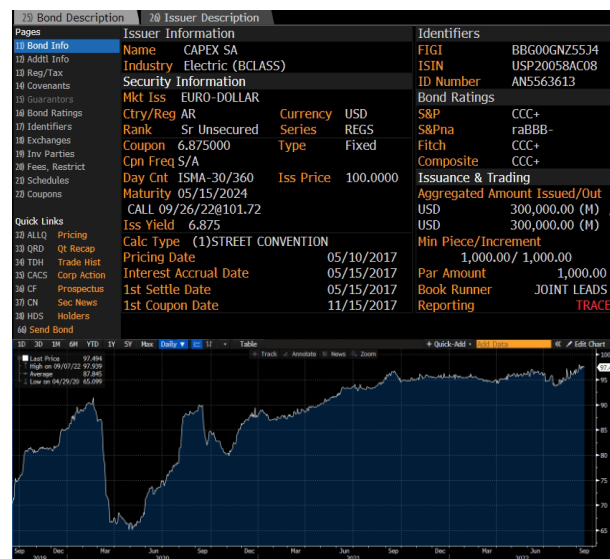 25) Bond Description 26) Issuer Description
Pages
11) Bond Info
12) Addtl Info
13) Reg/Tax
14) Covenants
15) Guarantors
16) Bond Ratings
17) Identifiers
18) Exchanges
19) Inv Parties
20) Fees, Restrict
21) Schedules
22) Coupons
Quick Links
32) ALLQ Pricing
33) QRD Qt Recap
34) TDH Trade Hist
35) CACS Corp Action
36) CF Prospectus
37) CN Sec News
38) HDS Holders
66) Send Bond
Issuer Information
Name CAPEX SA
Industry Electric (BCLASS)
Security Information
Mkt Iss EURO-DOLLAR
Ctry/Reg AR Currency USD
Rank Sr Unsecured Series REGS
Coupon 6.875000 Type Fixed
Cpn Freq S/A
Day Cnt ISMA-30/360 Iss Price 100.0000
Maturity 05/15/2024
CALL 09/26/22@101.72
Iss Yield 6.875
Calc Type (1)STREET CONVENTION
Pricing Date 05/10/2017
Interest Accrual Date 05/15/2017
1st Settle Date 05/15/2017
1st Coupon Date 11/15/2017
Identifiers
FIGI BBG00GNZ55J4
ISIN USP20058AC08
ID Number AN5563613
Bond Ratings
S&P CCC+
S&Pna raBBB-
Fitch CCC+
Composite CCC+
Issuance & Trading
Aggregated Amount Issued/Out
USD 300,000.00 (M)
USD 300,000.00 (M)
Min Piece/Increment
1,000.00/ 1,000.00
Par Amount 1,000.00
Book Runner JOINT LEADS
Reporting TRACE
1D 3D 1M 6M YTD 1Y 5Y Max Daily ▼ Table + Quick-Add Add Data « Edit Chart
+ Track Annotate News Zoom
Last Price 97.494
High on 09/07/22 97.939
Average 87.845
Low on 04/29/20 65.099
100
97.4
95
90
85
80
75
70
65
Sep Dec Mar Jun Sep Dec Mar Jun Sep Dec Mar Jun Sep
2019 2020 2021 2022